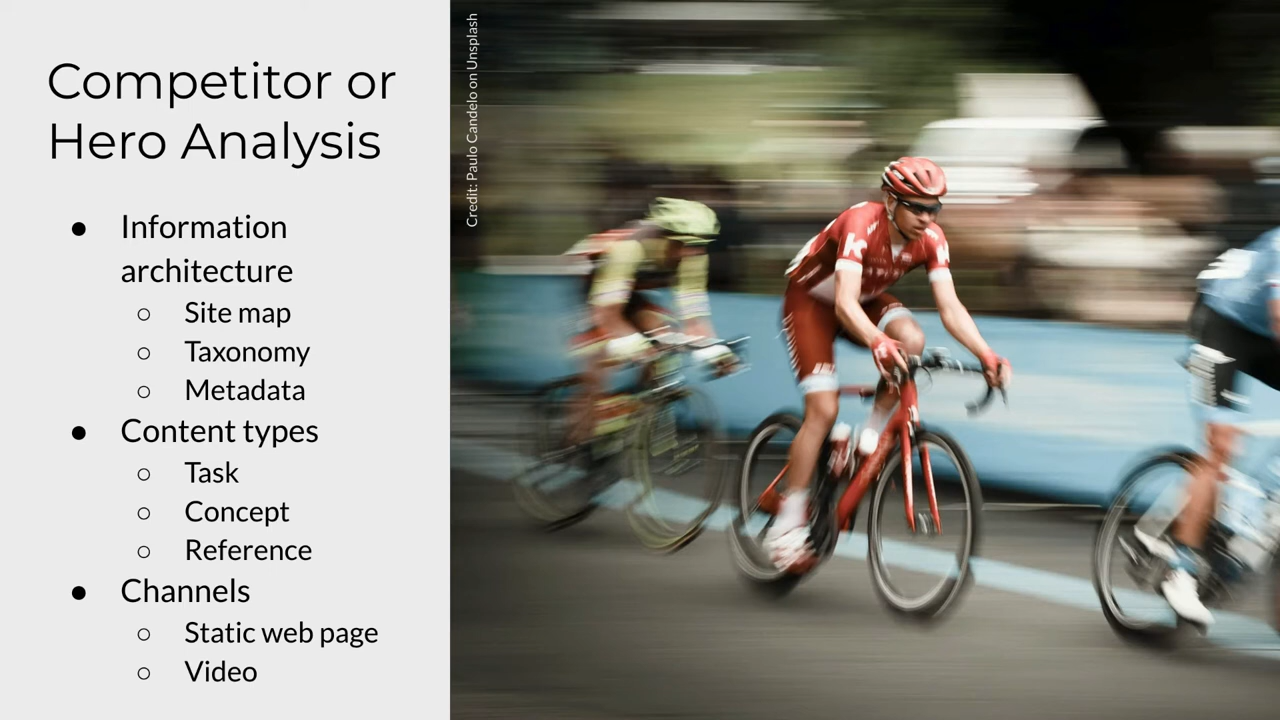 Competitor or
Hero Analysis
● Information
architecture
○ Site map
○ Taxonomy
○ Metadata
● Content types
○ Task
○ Concept
○ Reference
● Channels
○ Static web page
○ Video
Credit: Paulo Candelo on Unsplash
K